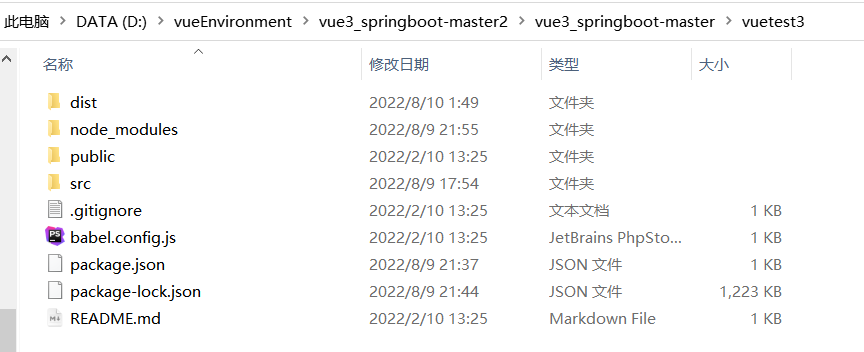 此电脑 > DATA (D:) > vueEnvironment > vue3_springboot-master2 > vue3_springboot-master > vuetest3
名称 修改日期 类型 大小
dist 2022/8/10 1:49 文件夹
node_modules 2022/8/9 21:55 文件夹
public 2022/2/10 13:25 文件夹
src 2022/8/9 17:54 文件夹
.gitignore 2022/2/10 13:25 文本文档 1 KB
PS babel.config.js 2022/2/10 13:25 JetBrains PhpSto... 1 KB
package.json 2022/8/9 21:37 JSON 文件 1 KB
package-lock.json 2022/8/9 21:44 JSON 文件 1,223 KB
README.md 2022/2/10 13:25 Markdown File 1 KB